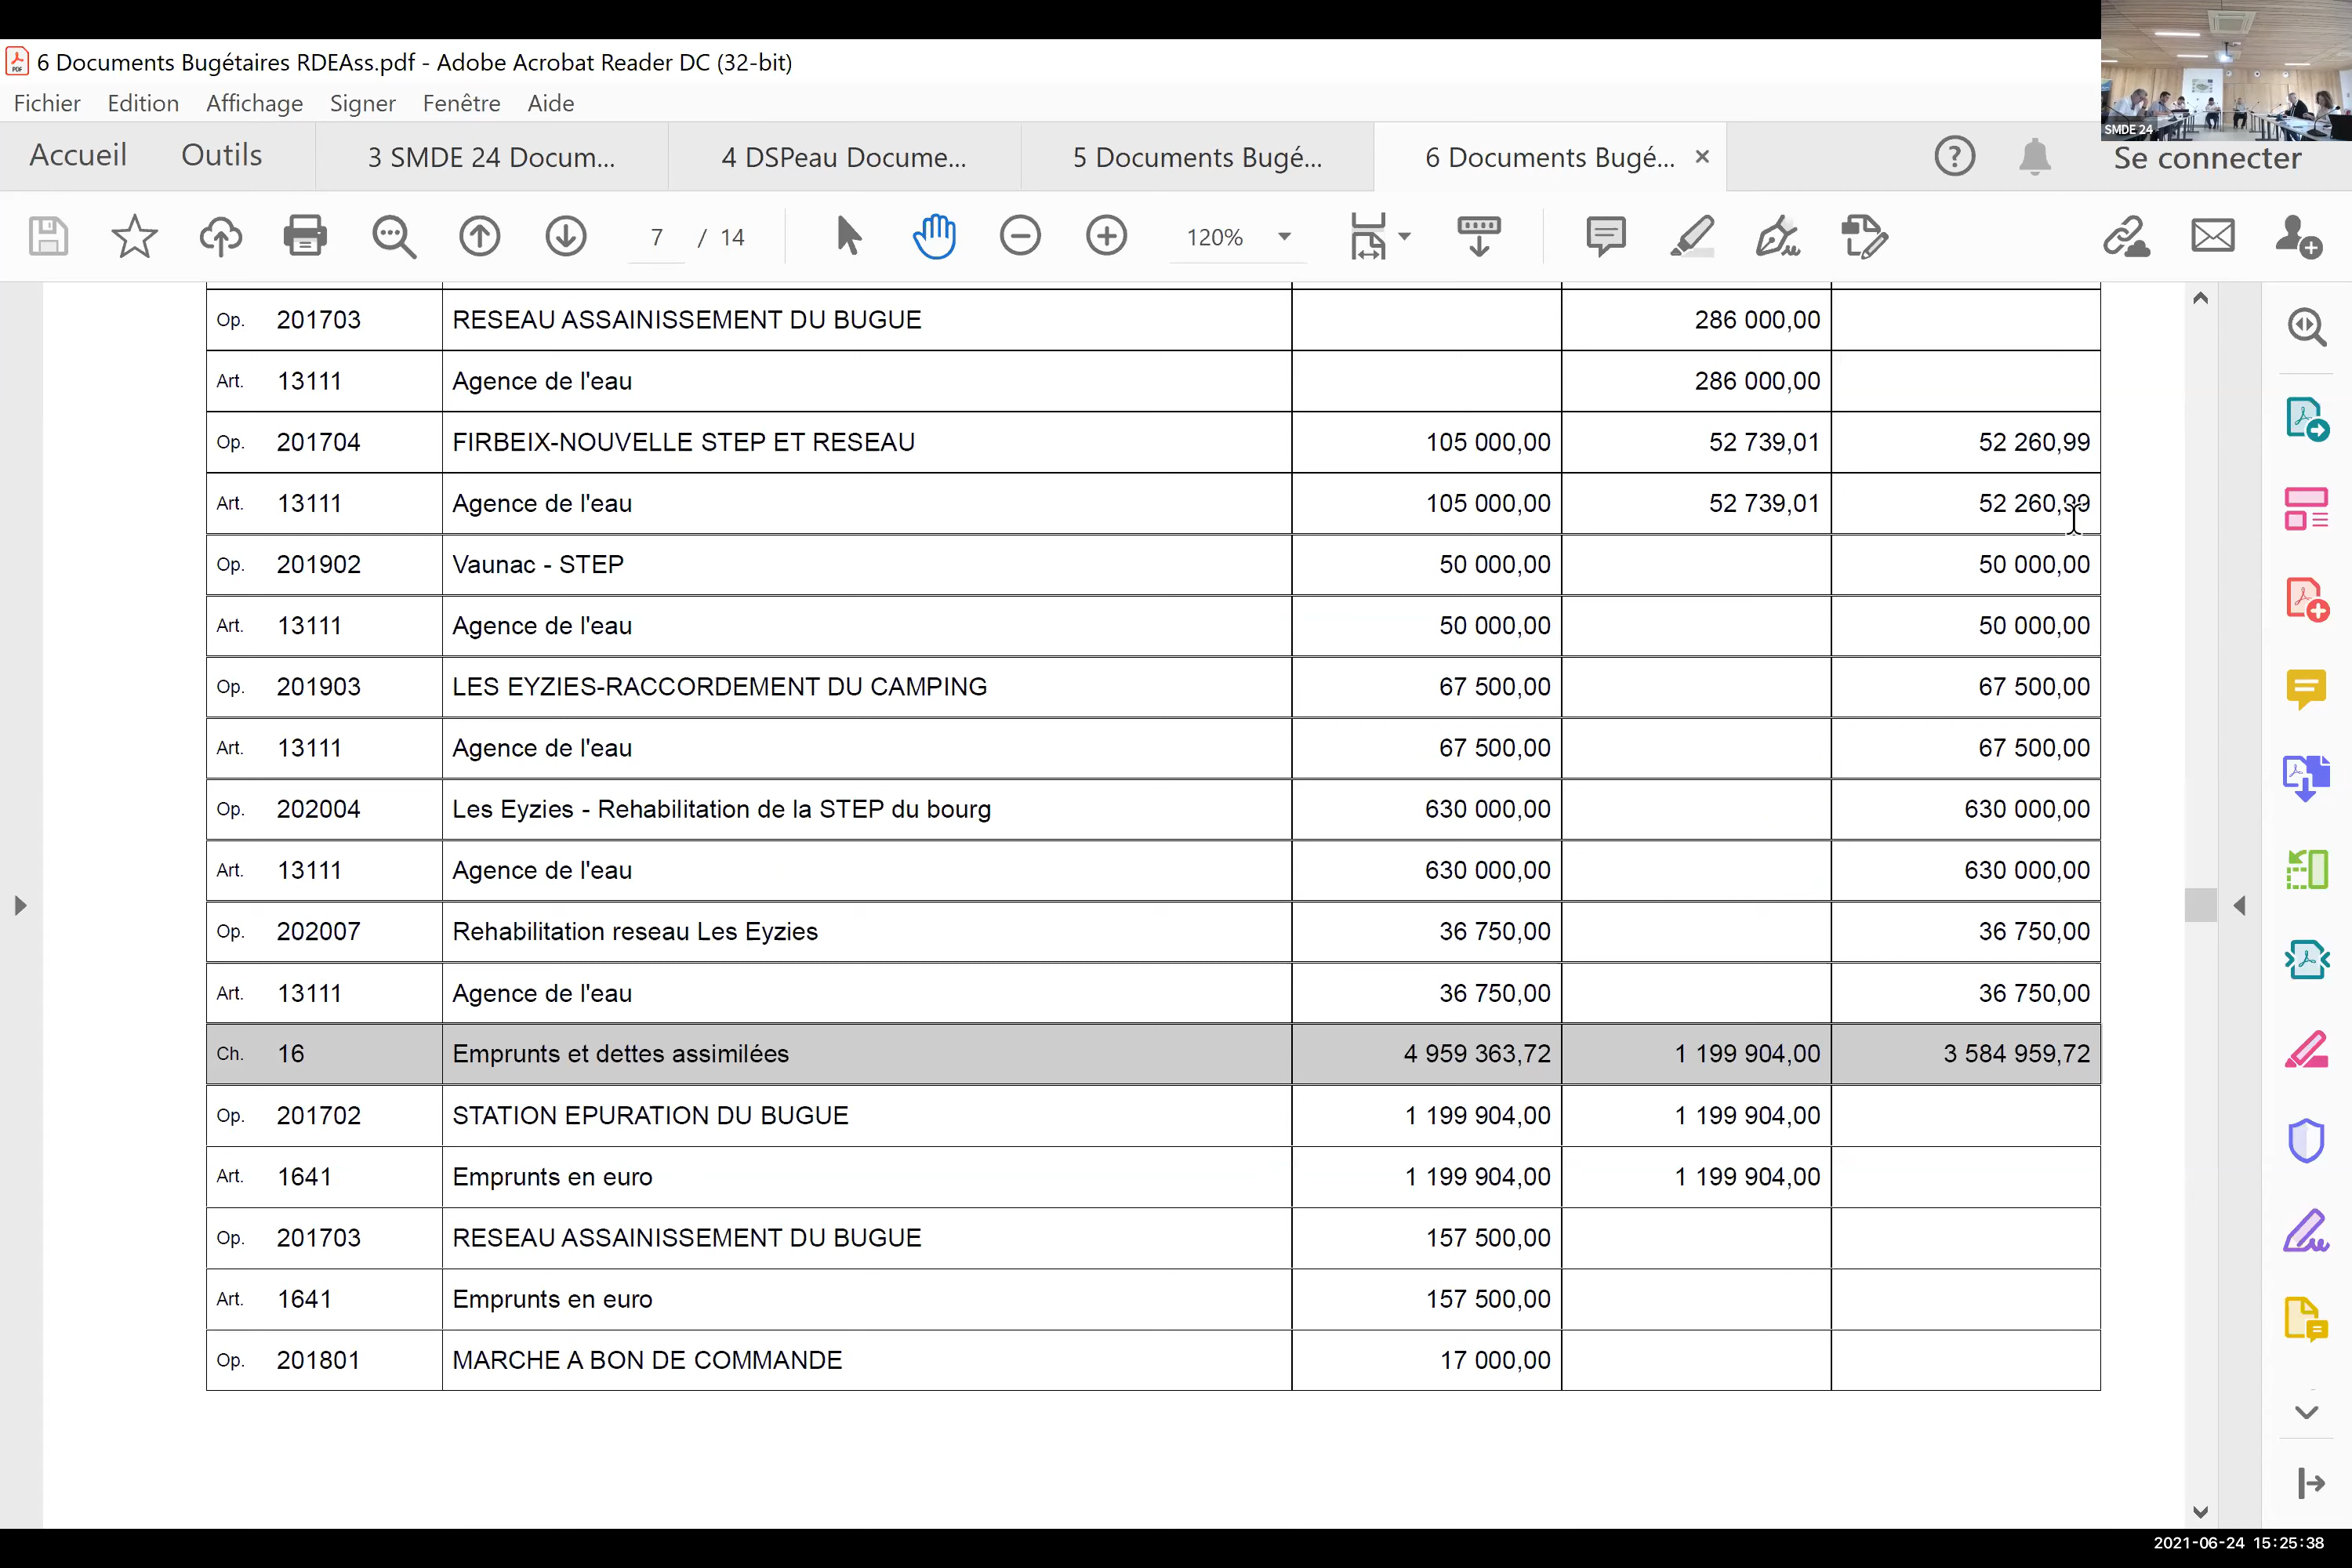 6 Documents Bugétaires RDEAss.pdf - Adobe Acrobat Reader DC (32-bit)
SMDE 24
Fichier Edition Affichage Signer Fenêtre Aide
Accueil Outils 3 SMDE 24 Docum... 4 DSPeau Docume... 5 Documents Bugé... 6 Documents Bugé... Se connecter
7 / 14 120%
Op. 201703 RESEAU ASSAINISSEMENT DU BUGUE 286 000,00
Art. 13111 Agence de l'eau 286 000,00
Op. 201704 FIRBEIX-NOUVELLE STEP ET RESEAU 105 000,00 52 739,01 52 260,99
Art. 13111 Agence de l'eau 105 000,00 52 739,01 52 260,99
Op. 201902 Vaunac - STEP 50 000,00 50 000,00
Art. 13111 Agence de l'eau 50 000,00 50 000,00
Op. 201903 LES EYZIES-RACCORDEMENT DU CAMPING 67 500,00 67 500,00
Art. 13111 Agence de l'eau 67 500,00 67 500,00
Op. 202004 Les Eyzies - Rehabilitation de la STEP du bourg 630 000,00 630 000,00
Art. 13111 Agence de l'eau 630 000,00 630 000,00
Op. 202007 Rehabilitation reseau Les Eyzies 36 750,00 36 750,00
Art. 13111 Agence de l'eau 36 750,00 36 750,00
Ch. 16 Emprunts et dettes assimilées 4 959 363,72 1 199 904,00 3 584 959,72
Op. 201702 STATION EPURATION DU BUGUE 1 199 904,00 1 199 904,00
Art. 1641 Emprunts en euro 1 199 904,00 1 199 904,00
Op. 201703 RESEAU ASSAINISSEMENT DU BUGUE 157 500,00
Art. 1641 Emprunts en euro 157 500,00
Op. 201801 MARCHE A BON DE COMMANDE 17 000,00
2021-06-24 15:25:38